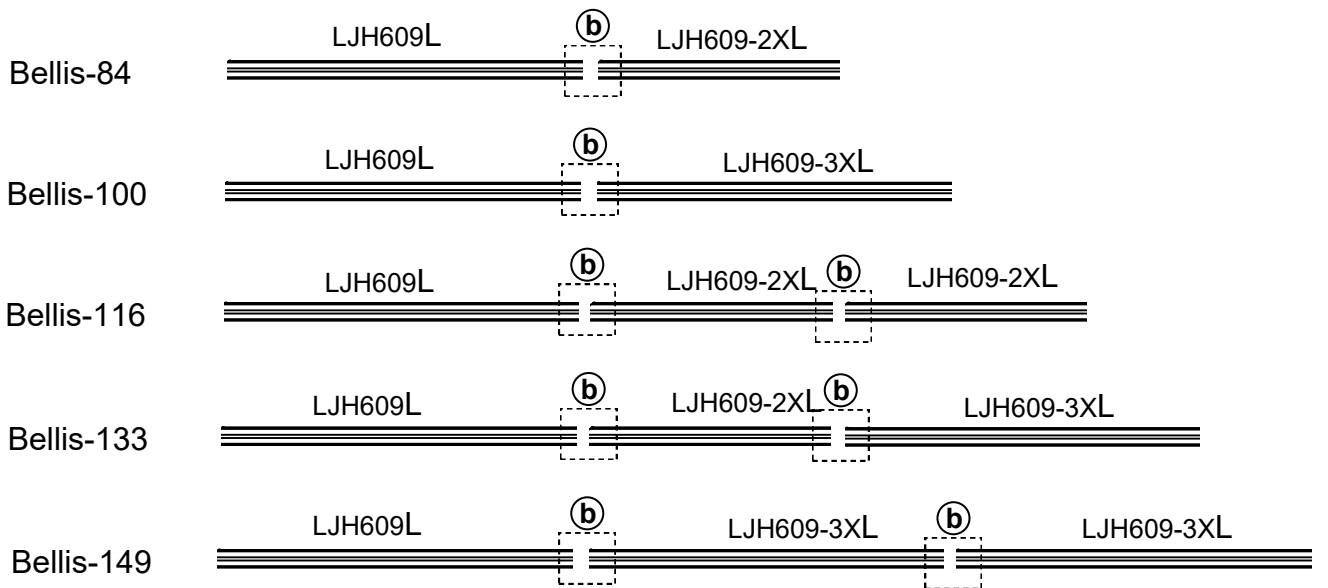 LJH609L b LJH609-2XL
Bellis-84
LJH609L b LJH609-3XL
Bellis-100
LJH609L b LJH609-2XL b LJH609-2XL
Bellis-116
LJH609L b LJH609-2XL b LJH609-3XL
Bellis-133
LJH609L b LJH609-3XL b LJH609-3XL
Bellis-149